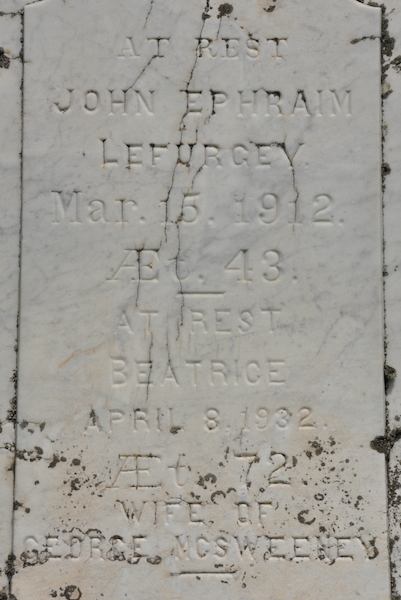 AT REST
JOHN EPHRAIM
LEFURGEY.
Mar. 15. 1912.
Æt. 43.
AT REST
BEATRICE
APRIL 8, 1932.
Æt. 72
WIFE OF
GEORGE MCSWEENEY